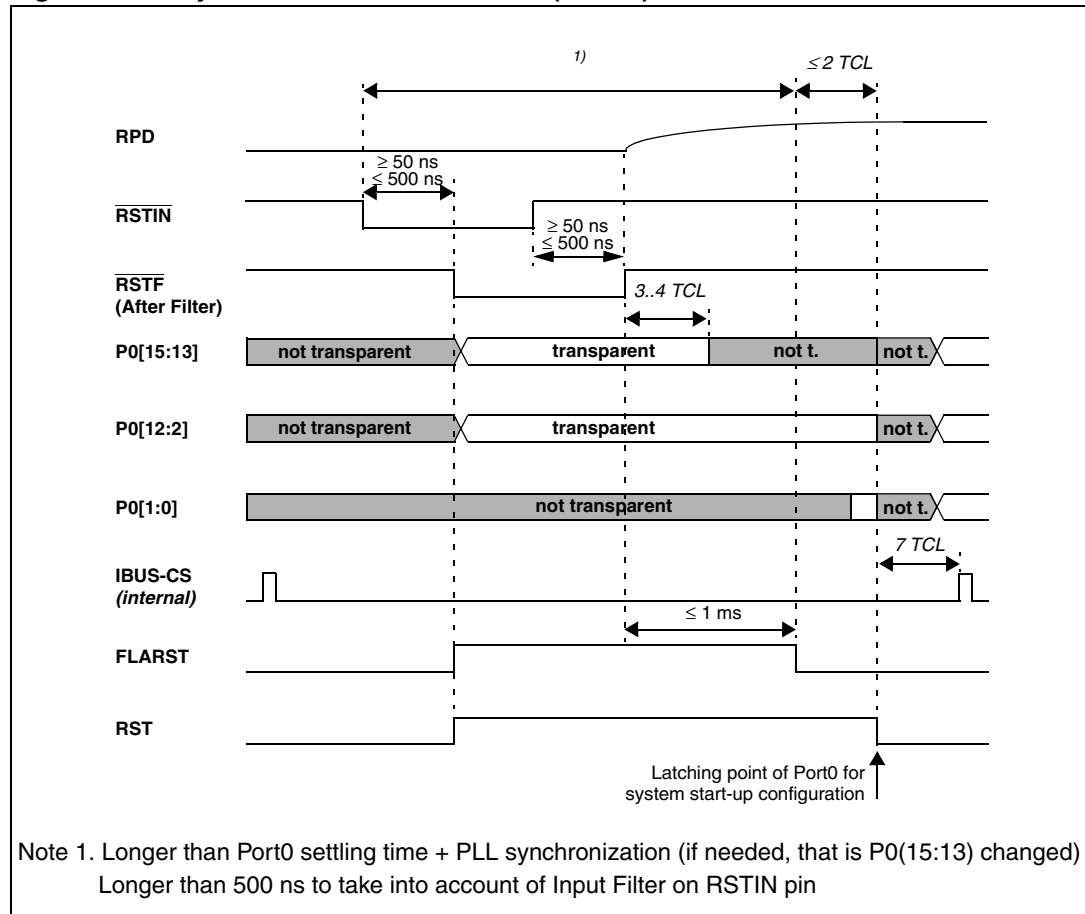 1)
≤ 2 TCL
RPD
≥ 50 ns
≤ 500 ns
RSTIN
≥ 50 ns
≤ 500 ns
RSTF
(After Filter)
3..4 TCL
P0[15:13]
not transparent
transparent
not t.
not t.
P0[12:2]
not transparent
transparent
not t.
P0[1:0]
not transparent
not t.
7 TCL
IBUS-CS
(internal)
≤ 1 ms
FLARST
RST
Latching point of Port0 for
system start-up configuration
Note 1. Longer than Port0 settling time + PLL synchronization (if needed, that is P0(15:13) changed)
Longer than 500 ns to take into account of Input Filter on RSTIN pin